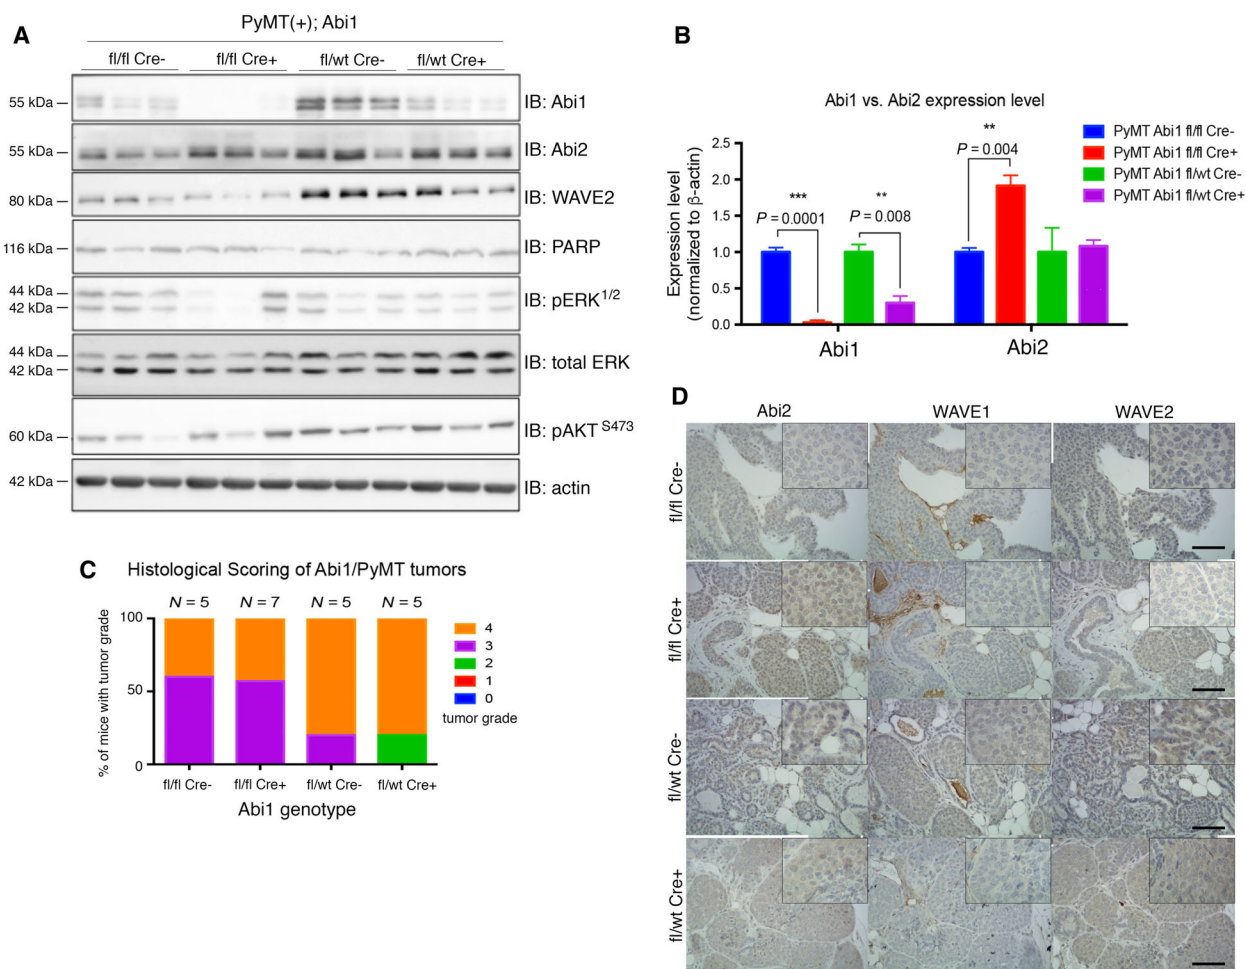 A
PyMT(+); Abi1
fl/fl Cre-
fl/fl Cre+
fl/wt Cre-
fl/wt Cre+
55 kDa
IB: Abi1
55 kDa
IB: Abi2
80 kDa
IB: WAVE2
116 kDa
IB: PARP
44 kDa
42 kDa
IB: pERK1/2
44 kDa
42 kDa
IB: total ERK
60 kDa
IB: pAKT S473
42 kDa
IB: actin
B
Abi1 vs. Abi2 expression level
Expression level
(normalized to β-actin)
2.5
2.0
1.5
1.0
0.5
0.0
***
P = 0.0001
**
P = 0.008
**
P = 0.004
Abi1
Abi2
PyMT Abi1 fl/fl Cre-
PyMT Abi1 fl/fl Cre+
PyMT Abi1 fl/wt Cre-
PyMT Abi1 fl/wt Cre+
C
Histological Scoring of Abi1/PyMT tumors
N = 5
N = 7
N = 5
N = 5
% of mice with tumor grade
100
50
0
fl/fl Cre-
fl/fl Cre+
fl/wt Cre-
fl/wt Cre+
Abi1 genotype
4
3
2
1
0
tumor grade
D
Abi2
WAVE1
WAVE2
fl/fl Cre-
fl/fl Cre+
fl/wt Cre-
fl/wt Cre+